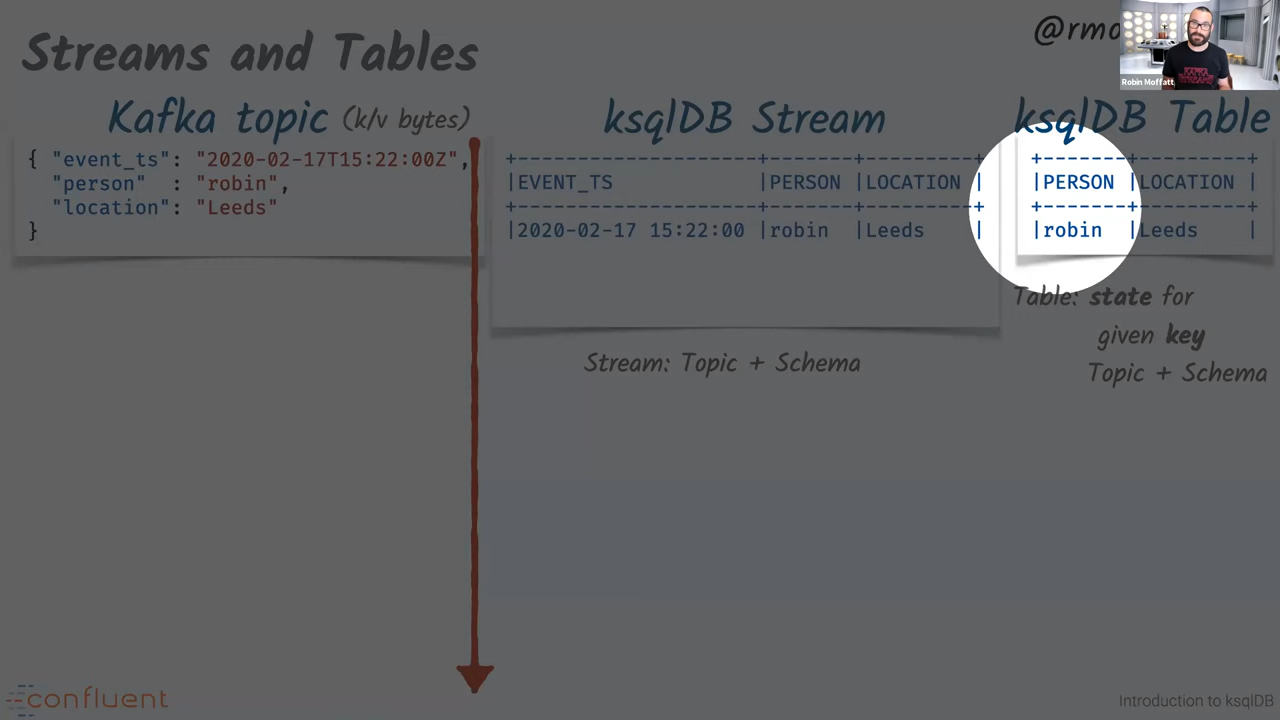 Streams and Tables
@rmo
Robin Moffatt
Kafka topic (k/v bytes)
{ "event_ts": "2020-02-17T15:22:00Z",
"person" : "robin",
"location": "Leeds"
}
ksqlDB Stream
+--------------------+-------+---------+
|EVENT_TS |PERSON |LOCATION |
+--------------------+-------+---------+
|2020-02-17 15:22:00 |robin |Leeds |
Stream: Topic + Schema
ksqlDB Table
+-------+---------+
|PERSON |LOCATION |
+-------+---------+
|robin |Leeds |
Table: state for
given key
Topic + Schema
confluent
Introduction to ksqlDB